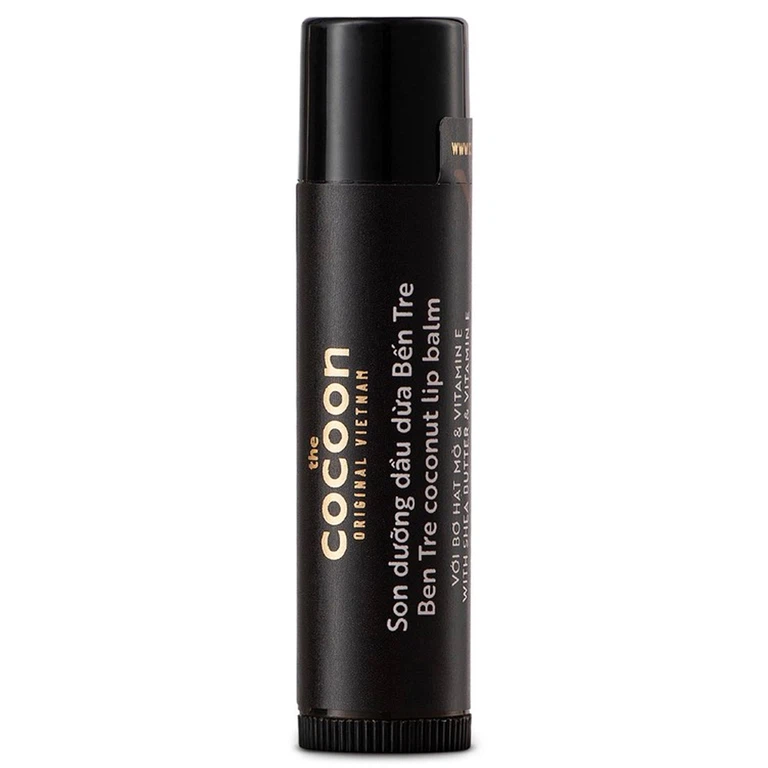 the
cocoon
ORIGINAL VIETNAM
Son dưỡng dầu dừa Bến Tre
Ben Tre coconut lip balm
VỚI BƠ HẠT MỠ & VITAMIN E
WITH SHEA BUTTER & VITAMIN E